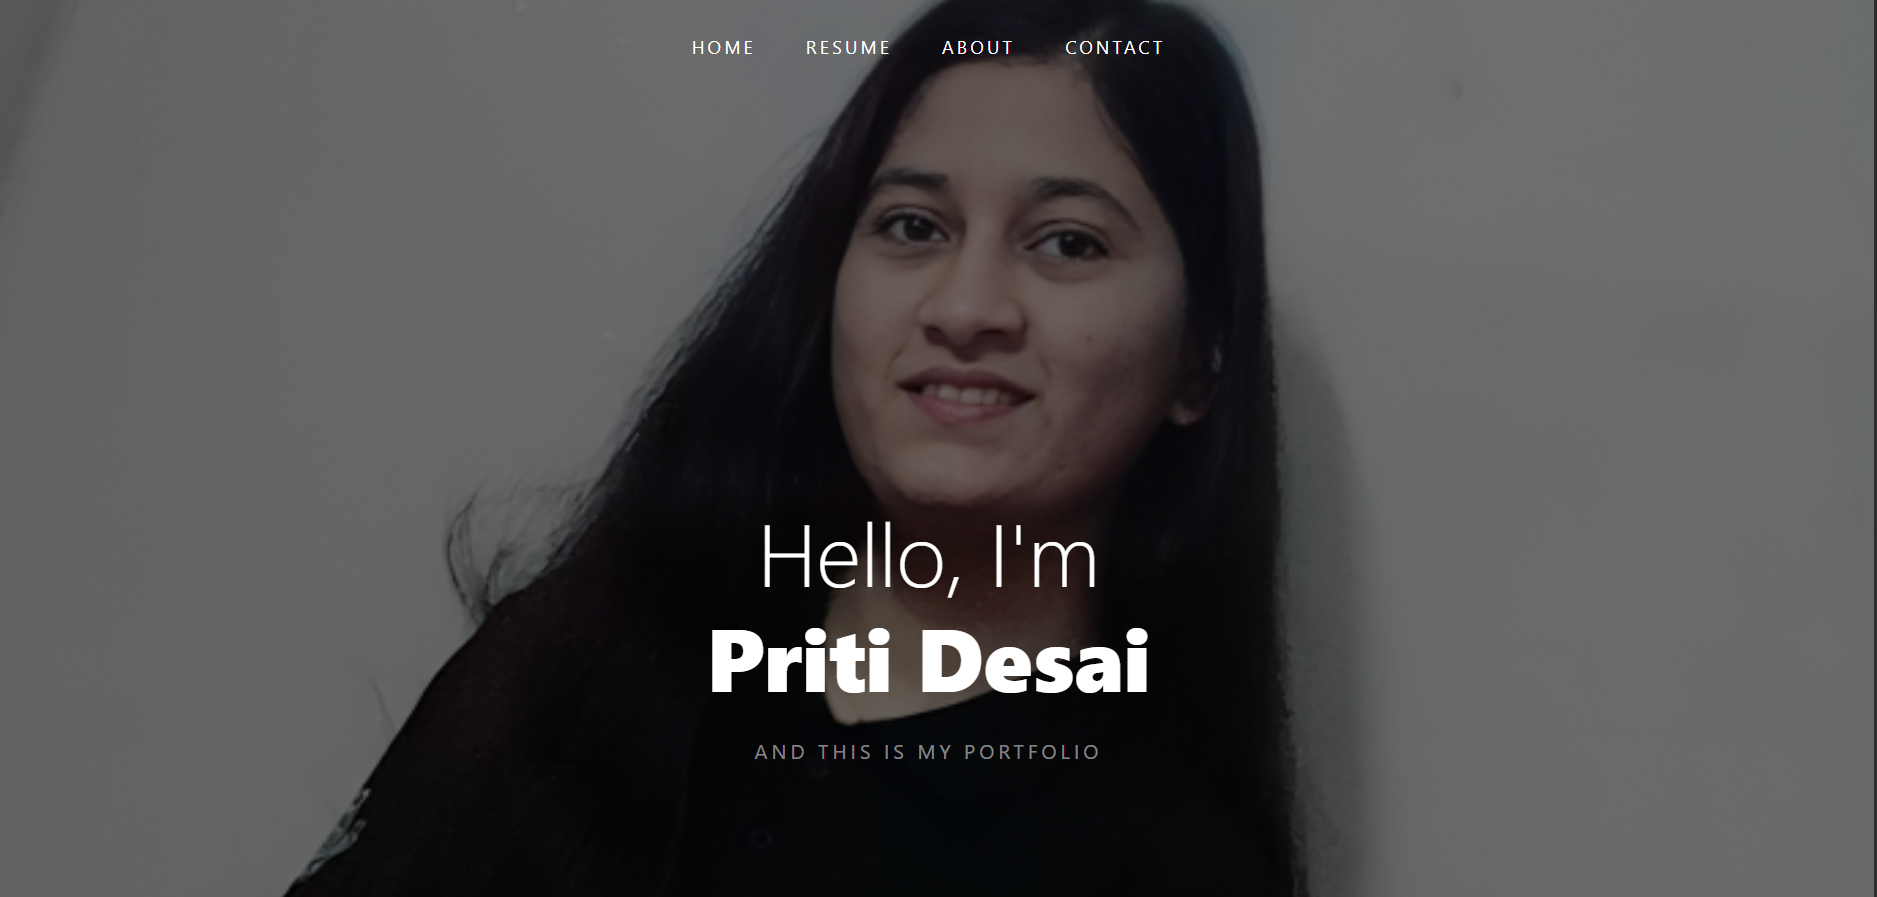 HOME RESUME ABOUT CONTACT
Hello, I'm
Priti Desai
AND THIS IS MY PORTFOLIO